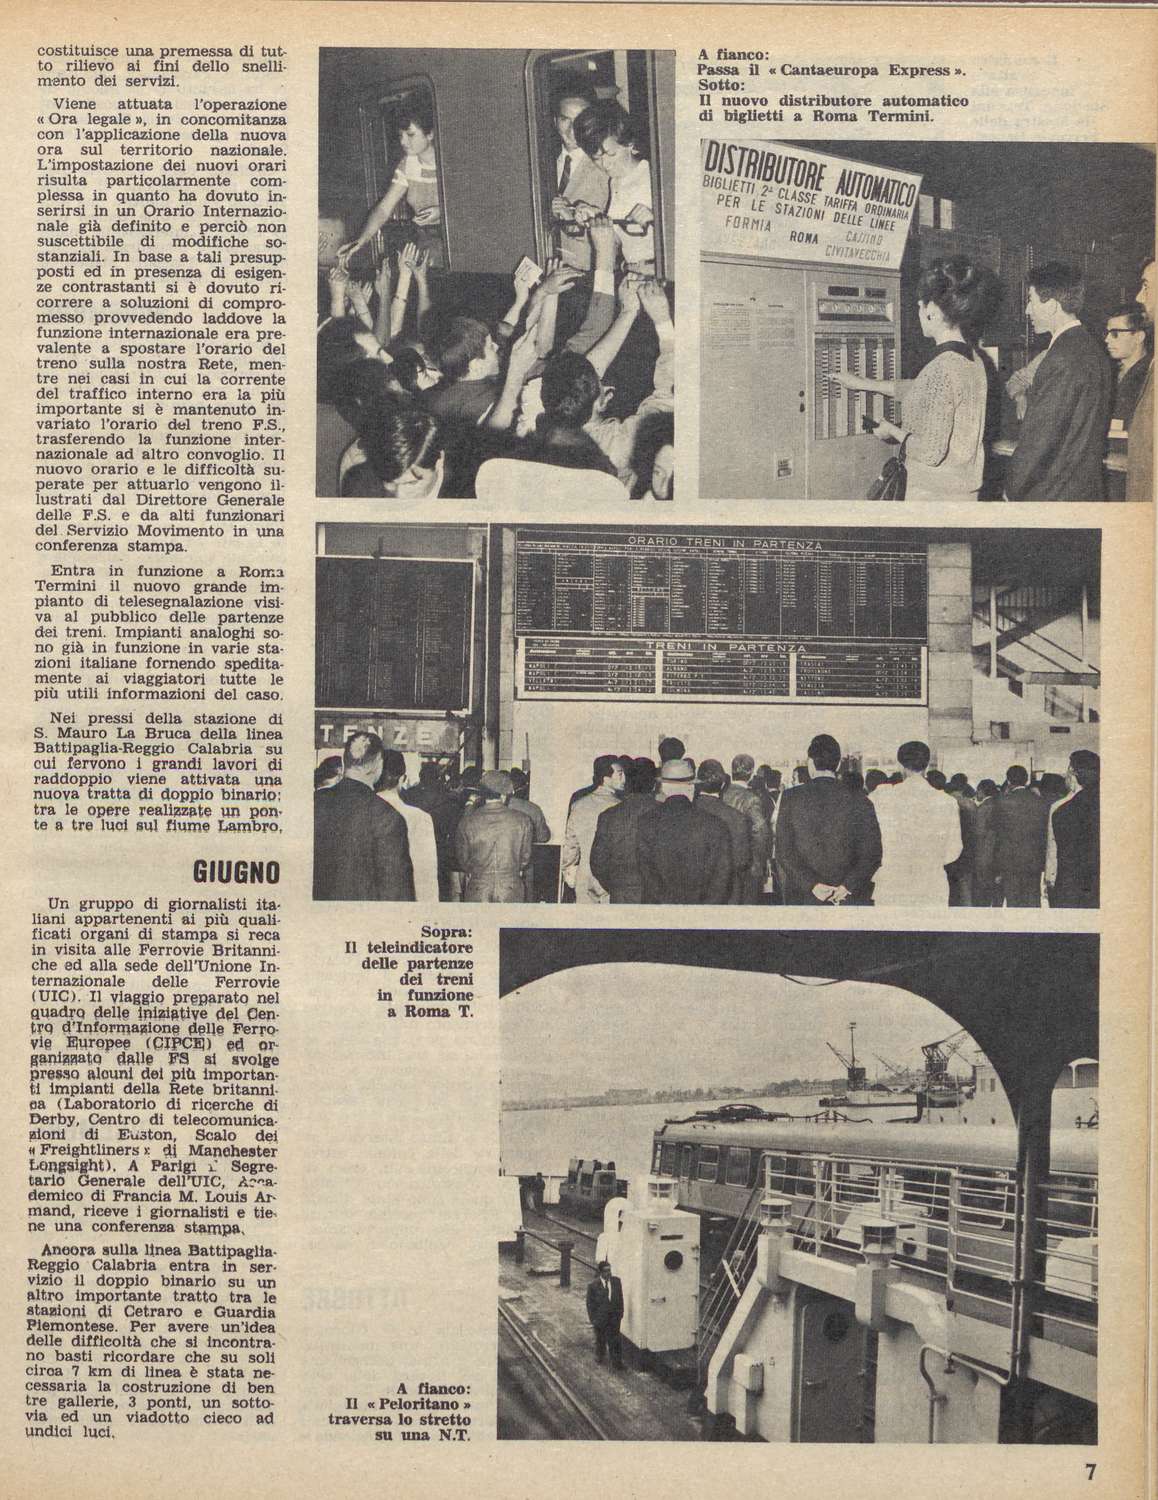 costituisce una premessa di tut-
to rilievo ai fini dello snelli-
mento dei servizi.
Viene attuata l'operazione
« Ora legale », in concomitanza
con l'applicazione della nuova
ora sul territorio nazionale.
L'impostazione dei nuovi orari
risulta particolarmente com-
plessa in quanto ha dovuto in-
serirsi in un Orario Internazio-
nale già definito e perciò non
suscettibile di modifiche so-
stanziali. In base a tali presup-
posti ed in presenza di esigen-
ze contrastanti si è dovuto ri-
correre a soluzioni di compro-
messo provvedendo laddove la
funzione internazionale era pre-
valente a spostare l'orario del
treno sulla nostra Rete, men-
tre nei casi in cui la corrente
del traffico interno era la più
importante si è mantenuto in-
variato l'orario del treno F.S.,
trasferendo la funzione inter-
nazionale ad altro convoglio. Il
nuovo orario e le difficoltà su-
perate per attuarlo vengono il-
lustrati dal Direttore Generale
delle F.S. e da alti funzionari
del Servizio Movimento in una
conferenza stampa.
Entra in funzione a Roma
Termini il nuovo grande im-
pianto di telesegnalazione visi-
va al pubblico delle partenze
dei treni. Impianti analoghi so-
no già in funzione in varie sta-
zioni italiane fornendo spedita-
mente ai viaggiatori tutte le
più utili informazioni del caso.
Nei pressi della stazione di
S. Mauro La Bruca della linea
Battipaglia-Reggio Calabria su
cui fervono i grandi lavori di
raddoppio viene attivata una
nuova tratta di doppio binario:
tra le opere realizzate un pon-
te a tre luci sul fiume Lambro.
GIUGNO
Un gruppo di giornalisti ita-
liani appartenenti ai più quali-
ficati organi di stampa si reca
in visita alle Ferrovie Britanni-
che ed alla sede dell'Unione In-
ternazionale delle Ferrovie
(UIC). Il viaggio preparato nel
quadro delle iniziative del Cen-
tro d'Informazione delle Ferro-
vie Europee (CIPCE) ed or-
ganizzato dalle FS si svolge
presso alcuni dei più importan-
ti impianti della Rete britanni-
ca (Laboratorio di ricerche di
Derby, Centro di telecomunica-
zioni di Euston, Scalo dei
« Freightliners » di Manchester
Longsight). A Parigi il Segre-
tario Generale dell'UIC, Acca-
demico di Francia M. Louis Ar-
mand, riceve i giornalisti e tie-
ne una conferenza stampa.
Ancora sulla linea Battipaglia-
Reggio Calabria entra in ser-
vizio il doppio binario su un
altro importante tratto tra le
stazioni di Cetraro e Guardia
Piemontese. Per avere un'idea
delle difficoltà che si incontra-
no basti ricordare che su soli
circa 7 km di linea è stata ne-
cessaria la costruzione di ben
tre gallerie, 3 ponti, un sotto-
via ed un viadotto cieco ad
undici luci.
A fianco:
Passa il « Cantaeuropa Express ».
Sotto:
Il nuovo distributore automatico
di biglietti a Roma Termini.
DISTRIBUTORE AUTOMATICO
BIGLIETTI 2ª CLASSE TARIFFA ORDINARIA
PER LE STAZIONI DELLE LINEE
FORMIA ROMA CASSINO
CIVITAVECCHIA
ORARIO TRENI IN PARTENZA
TRENI IN PARTENZA
TENZE
Sopra:
Il teleindicatore
delle partenze
dei treni
in funzione
a Roma T.
A fianco:
Il « Peloritano »
traversa lo stretto
su una N.T.
7